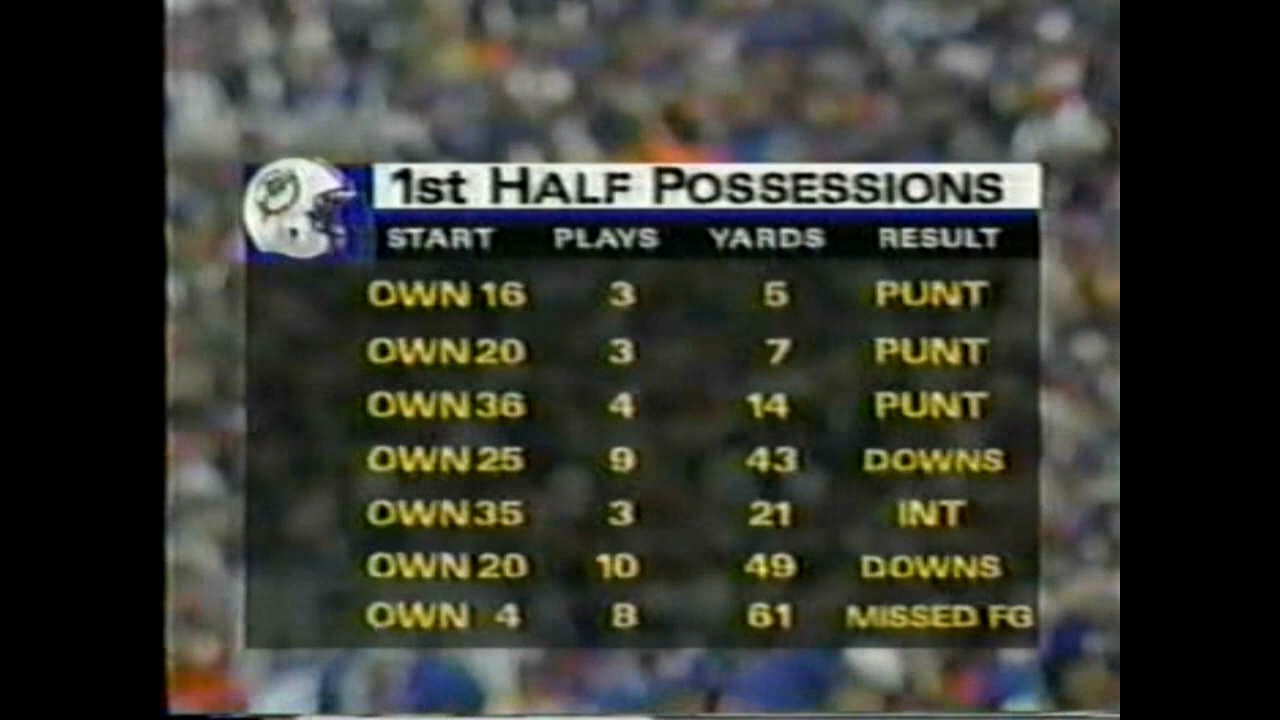 1st HALF POSSESSIONS
START PLAYS YARDS RESULT
OWN 16 3 5 PUNT
OWN 20 3 7 PUNT
OWN 36 4 14 PUNT
OWN 25 9 43 DOWNS
OWN 35 3 21 INT
OWN 20 10 49 DOWNS
OWN 4 8 61 MISSED FG